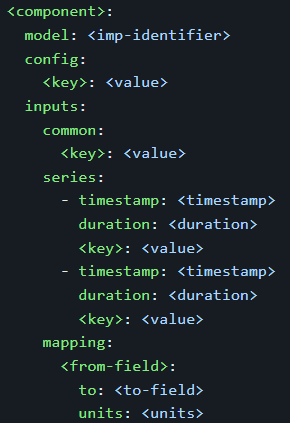 <component>:
  model: <imp-identifier>
  config:
    <key>: <value>
  inputs:
    common:
      <key>: <value>
    series:
      - timestamp: <timestamp>
        duration: <duration>
        <key>: <value>
      - timestamp: <timestamp>
        duration: <duration>
        <key>: <value>
    mapping:
      <from-field>:
        to: <to-field>
        units: <units>